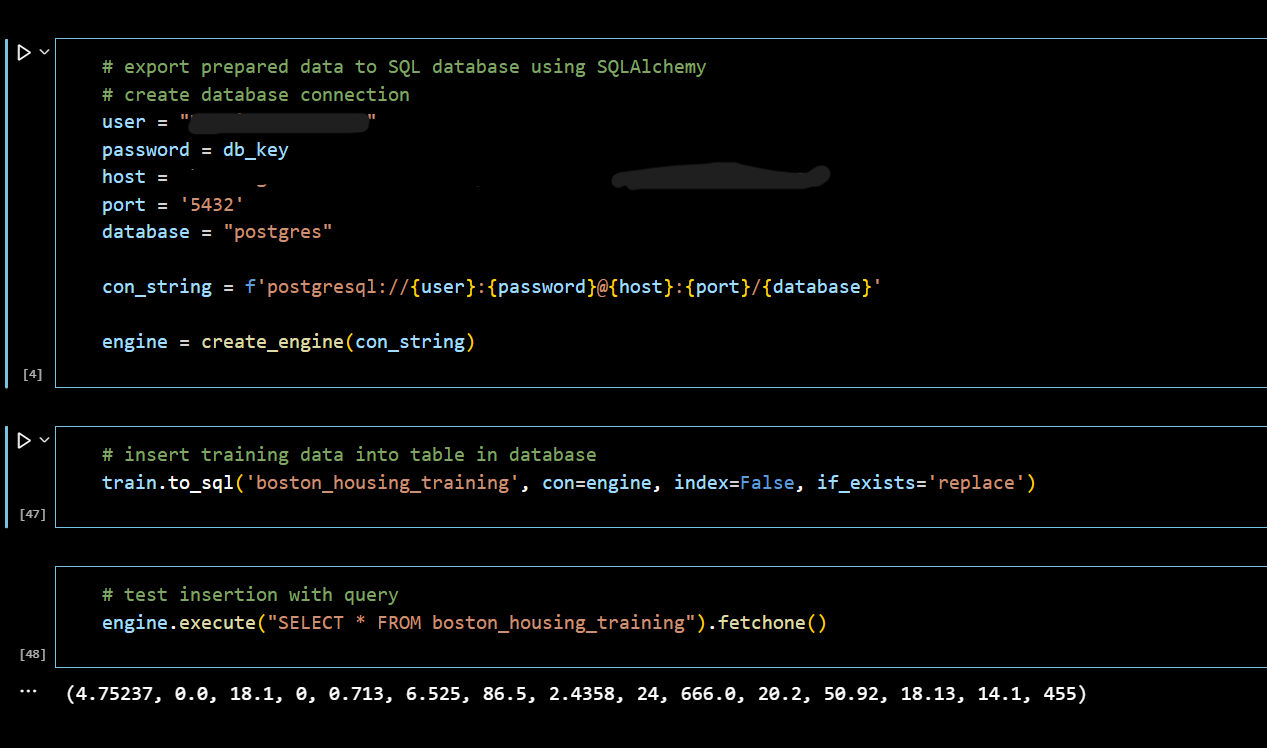 # export prepared data to SQL database using SQLAlchemy
# create database connection
user = " "
password = db_key
host =
port = '5432'
database = "postgres"
con_string = f'postgresql://{user}:{password}@{host}:{port}/{database}'
engine = create_engine(con_string)
[4]
# insert training data into table in database
train.to_sql('boston_housing_training', con=engine, index=False, if_exists='replace')
[47]
# test insertion with query
engine.execute("SELECT * FROM boston_housing_training").fetchone()
[48]
... (4.75237, 0.0, 18.1, 0, 0.713, 6.525, 86.5, 2.4358, 24, 666.0, 20.2, 50.92, 18.13, 14.1, 455)